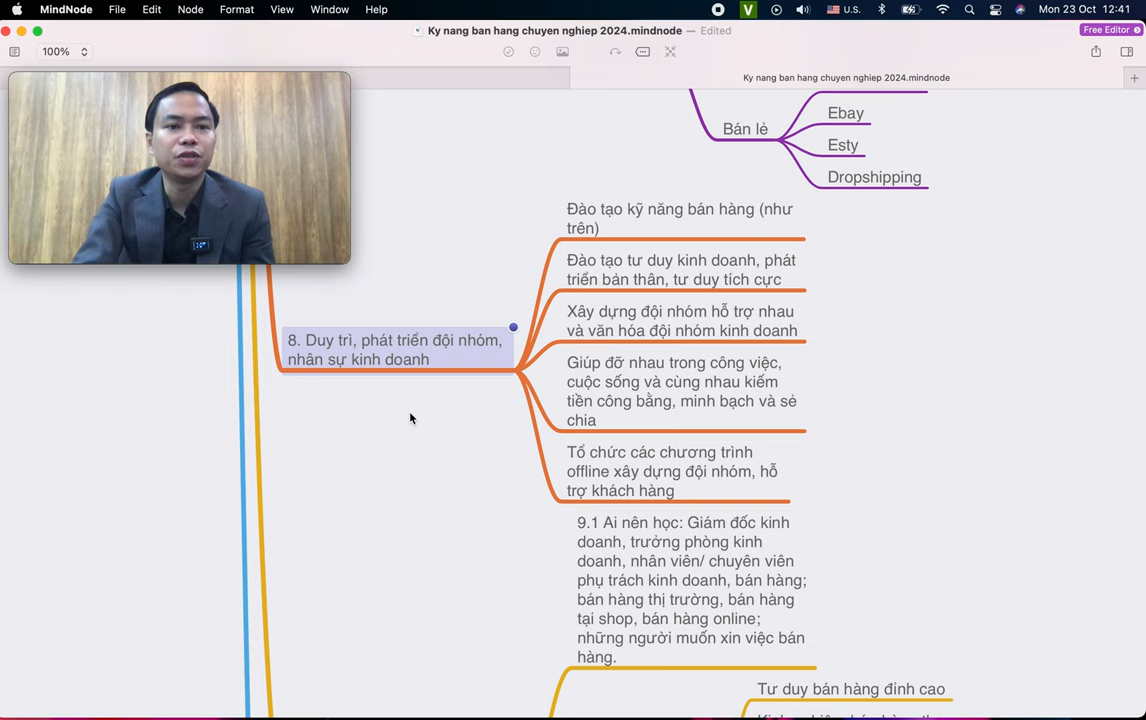 MindNode File Edit Node Format View Window Help
V
U.S.
Mon 23 Oct 12:41
Ky nang ban hang chuyen nghiep 2024.mindnode — Edited
Free Editor
100%
Ky nang ban hang chuyen nghiep 2024.mindnode
Bán lẻ
Ebay
Esty
Dropshipping
8. Duy trì, phát triển đội nhóm,
nhân sự kinh doanh
Đào tạo kỹ năng bán hàng (như
trên)
Đào tạo tư duy kinh doanh, phát
triển bản thân, tư duy tích cực
Xây dựng đội nhóm hỗ trợ nhau
và văn hóa đội nhóm kinh doanh
Giúp đỡ nhau trong công việc,
cuộc sống và cùng nhau kiếm
tiền công bằng, minh bạch và sẻ
chia
Tổ chức các chương trình
offline xây dựng đội nhóm, hỗ
trợ khách hàng
9.1 Ai nên học: Giám đốc kinh
doanh, trưởng phòng kinh
doanh, nhân viên/ chuyên viên
phụ trách kinh doanh, bán hàng;
bán hàng thị trường, bán hàng
tại shop, bán hàng online;
những người muốn xin việc bán
hàng.
Tư duy bán hàng đỉnh cao